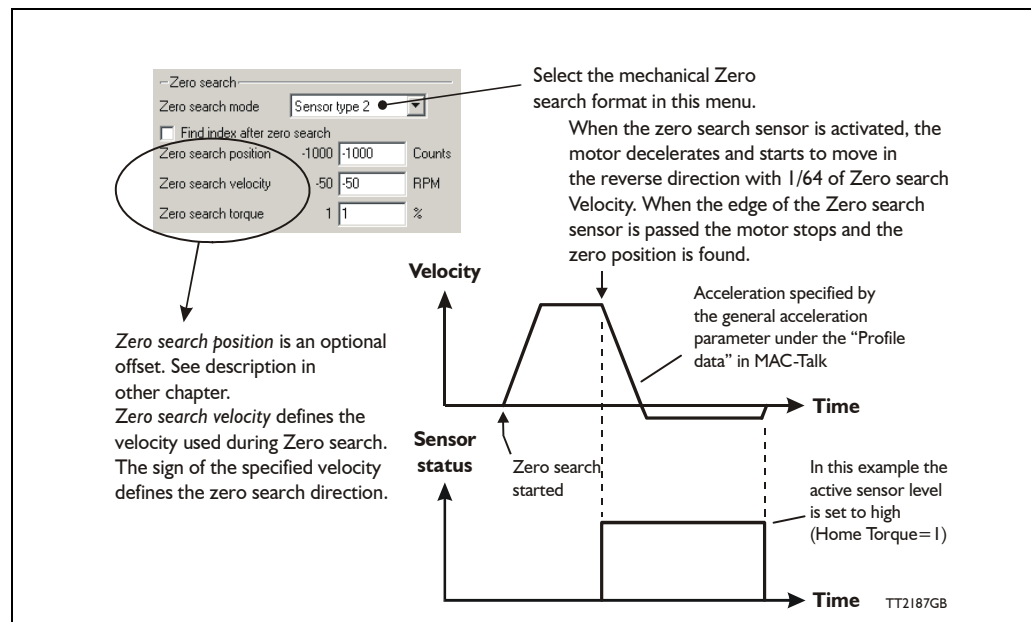 Zero search
Zero search mode Sensor type 2
Find index after zero search
Zero search position -1000 -1000 Counts
Zero search velocity -50 -50 RPM
Zero search torque 1 1 %
Select the mechanical Zero
search format in this menu.
When the zero search sensor is activated, the
motor decelerates and starts to move in
the reverse direction with 1/64 of Zero search
Velocity. When the edge of the Zero search
sensor is passed the motor stops and the
zero position is found.
Zero search position is an optional
offset. See description in
other chapter.
Zero search velocity defines the
velocity used during Zero search.
The sign of the specified velocity
defines the zero search direction.
Velocity
Acceleration specified by
the general acceleration
parameter under the “Profile
data” in MAC-Talk
Time
Sensor
status
Zero search
started
In this example the
active sensor level
is set to high
(Home Torque=1)
Time
TT2187GB